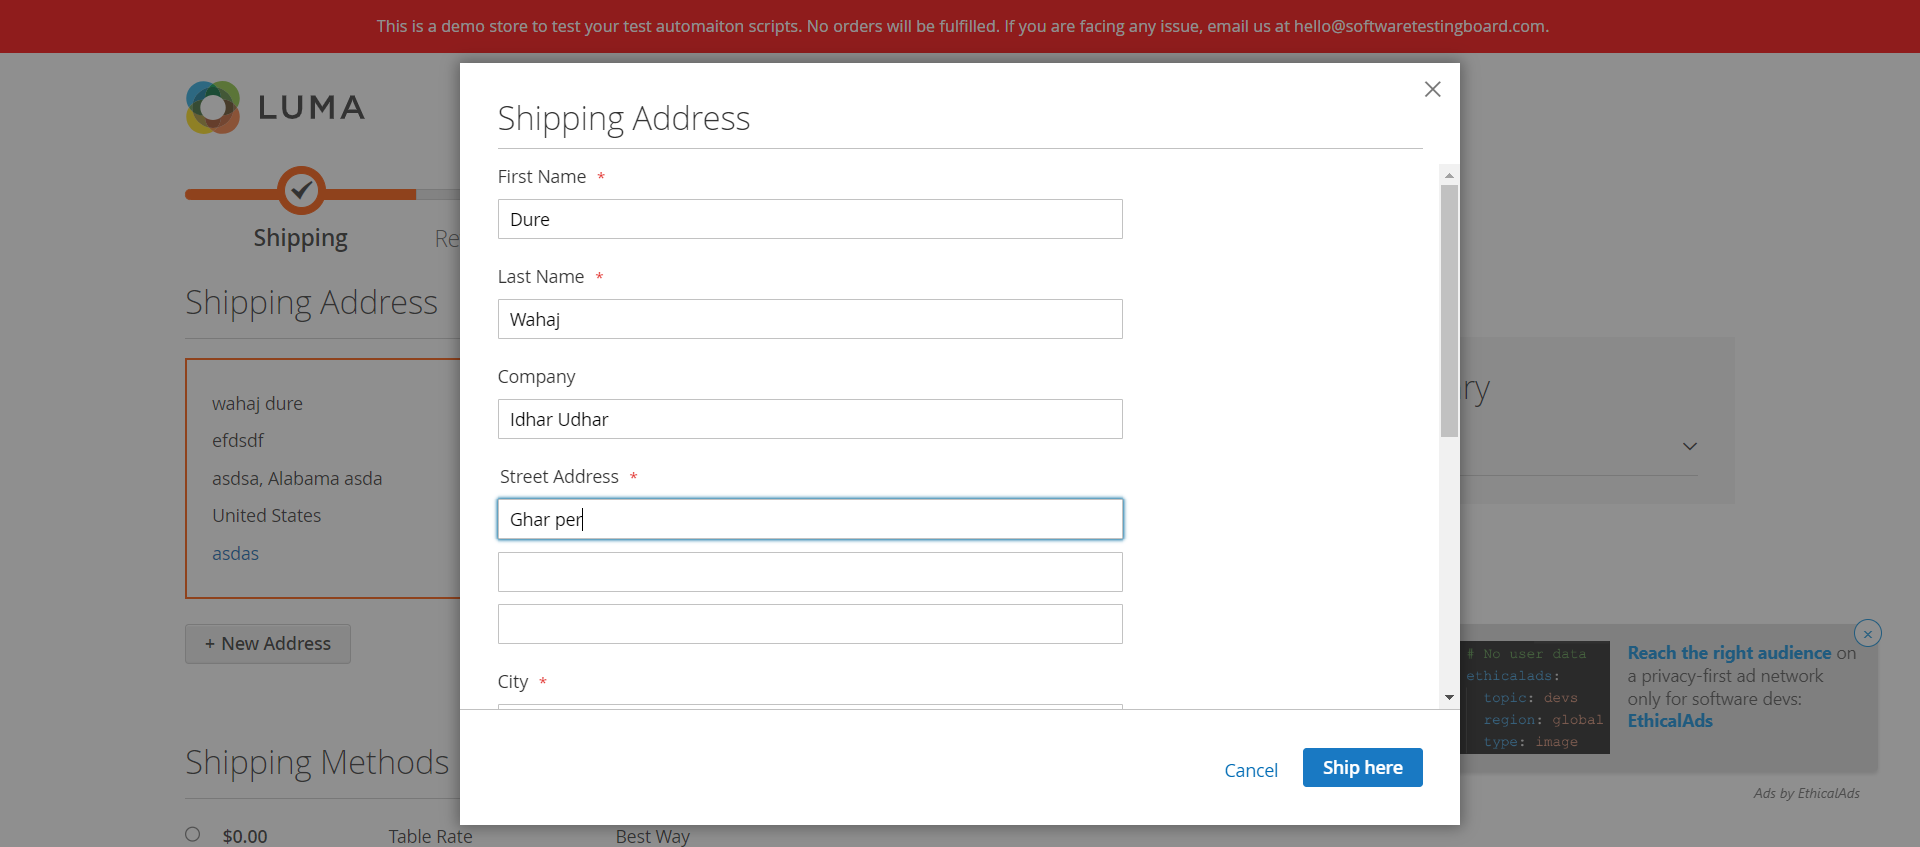 This is a demo store to test your test automaiton scripts. No orders will be fulfilled. If you are facing any issue, email us at hello@softwaretestingboard.com.
LUMA
Shipping
Re
Shipping Address
wahaj dure
efdsdf
asdsa, Alabama asda
United States
asdas
+ New Address
Shipping Methods
$0.00 Table Rate Best Way
Shipping Address
First Name *
Dure
Last Name *
Wahaj
Company
Idhar Udhar
Street Address *
Ghar per
City *
Cancel Ship here
ry
# No user data
ethicalads:
topic: devs
region: global
type: image
Reach the right audience on
a privacy-first ad network
only for software devs:
EthicalAds
Ads by EthicalAds